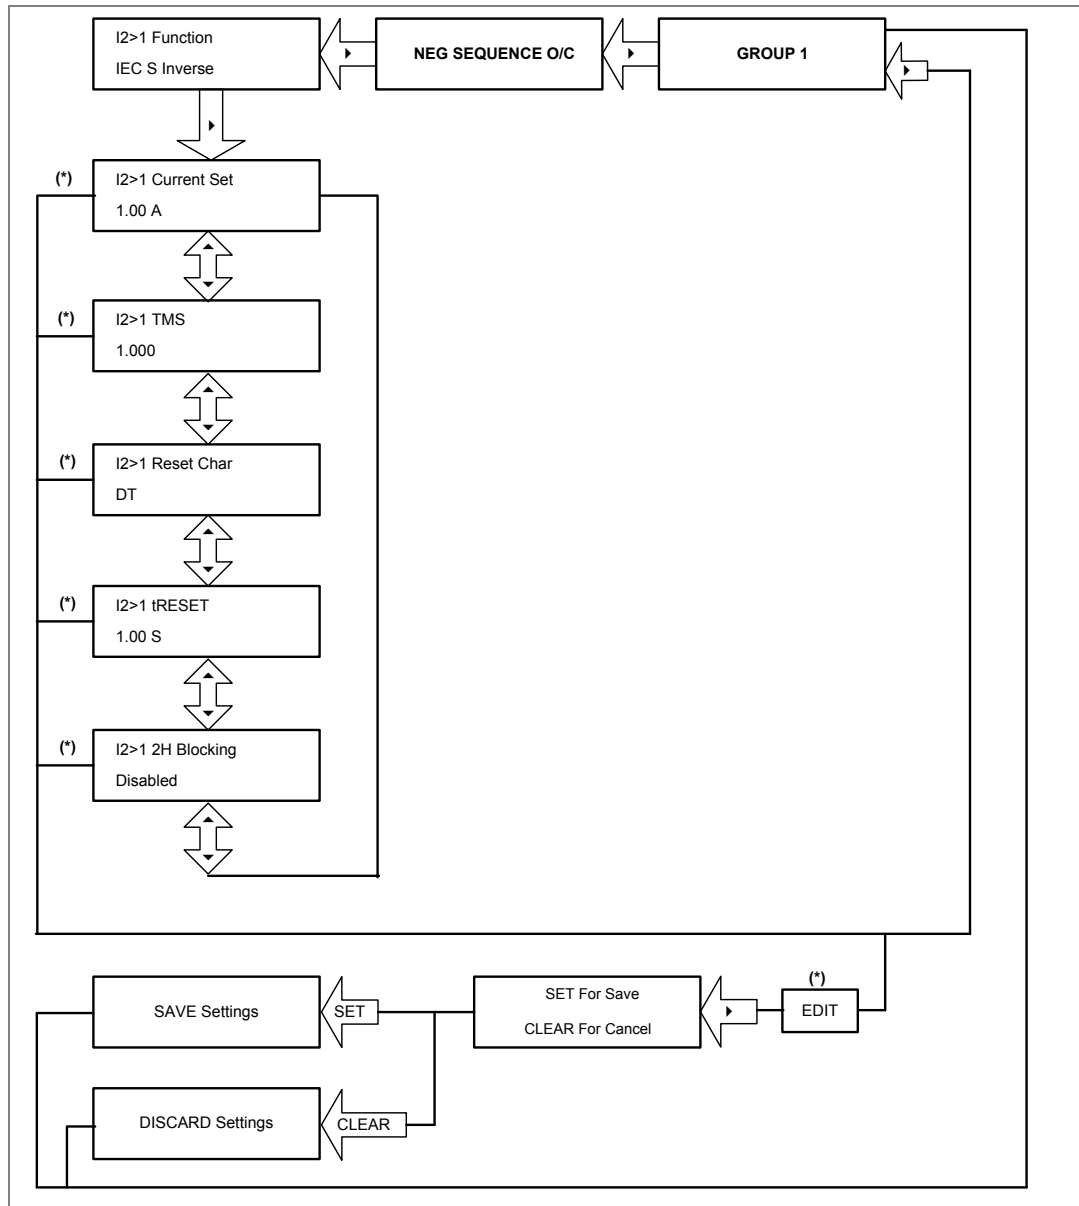 I2>1 Function
IEC S Inverse
NEG SEQUENCE O/C
GROUP 1
(*)
I2>1 Current Set
1.00 A
(*)
I2>1 TMS
1.000
(*)
I2>1 Reset Char
DT
(*)
I2>1 tRESET
1.00 S
(*)
I2>1 2H Blocking
Disabled
SAVE Settings
SET
SET For Save
CLEAR For Cancel
(*)
EDIT
DISCARD Settings
CLEAR